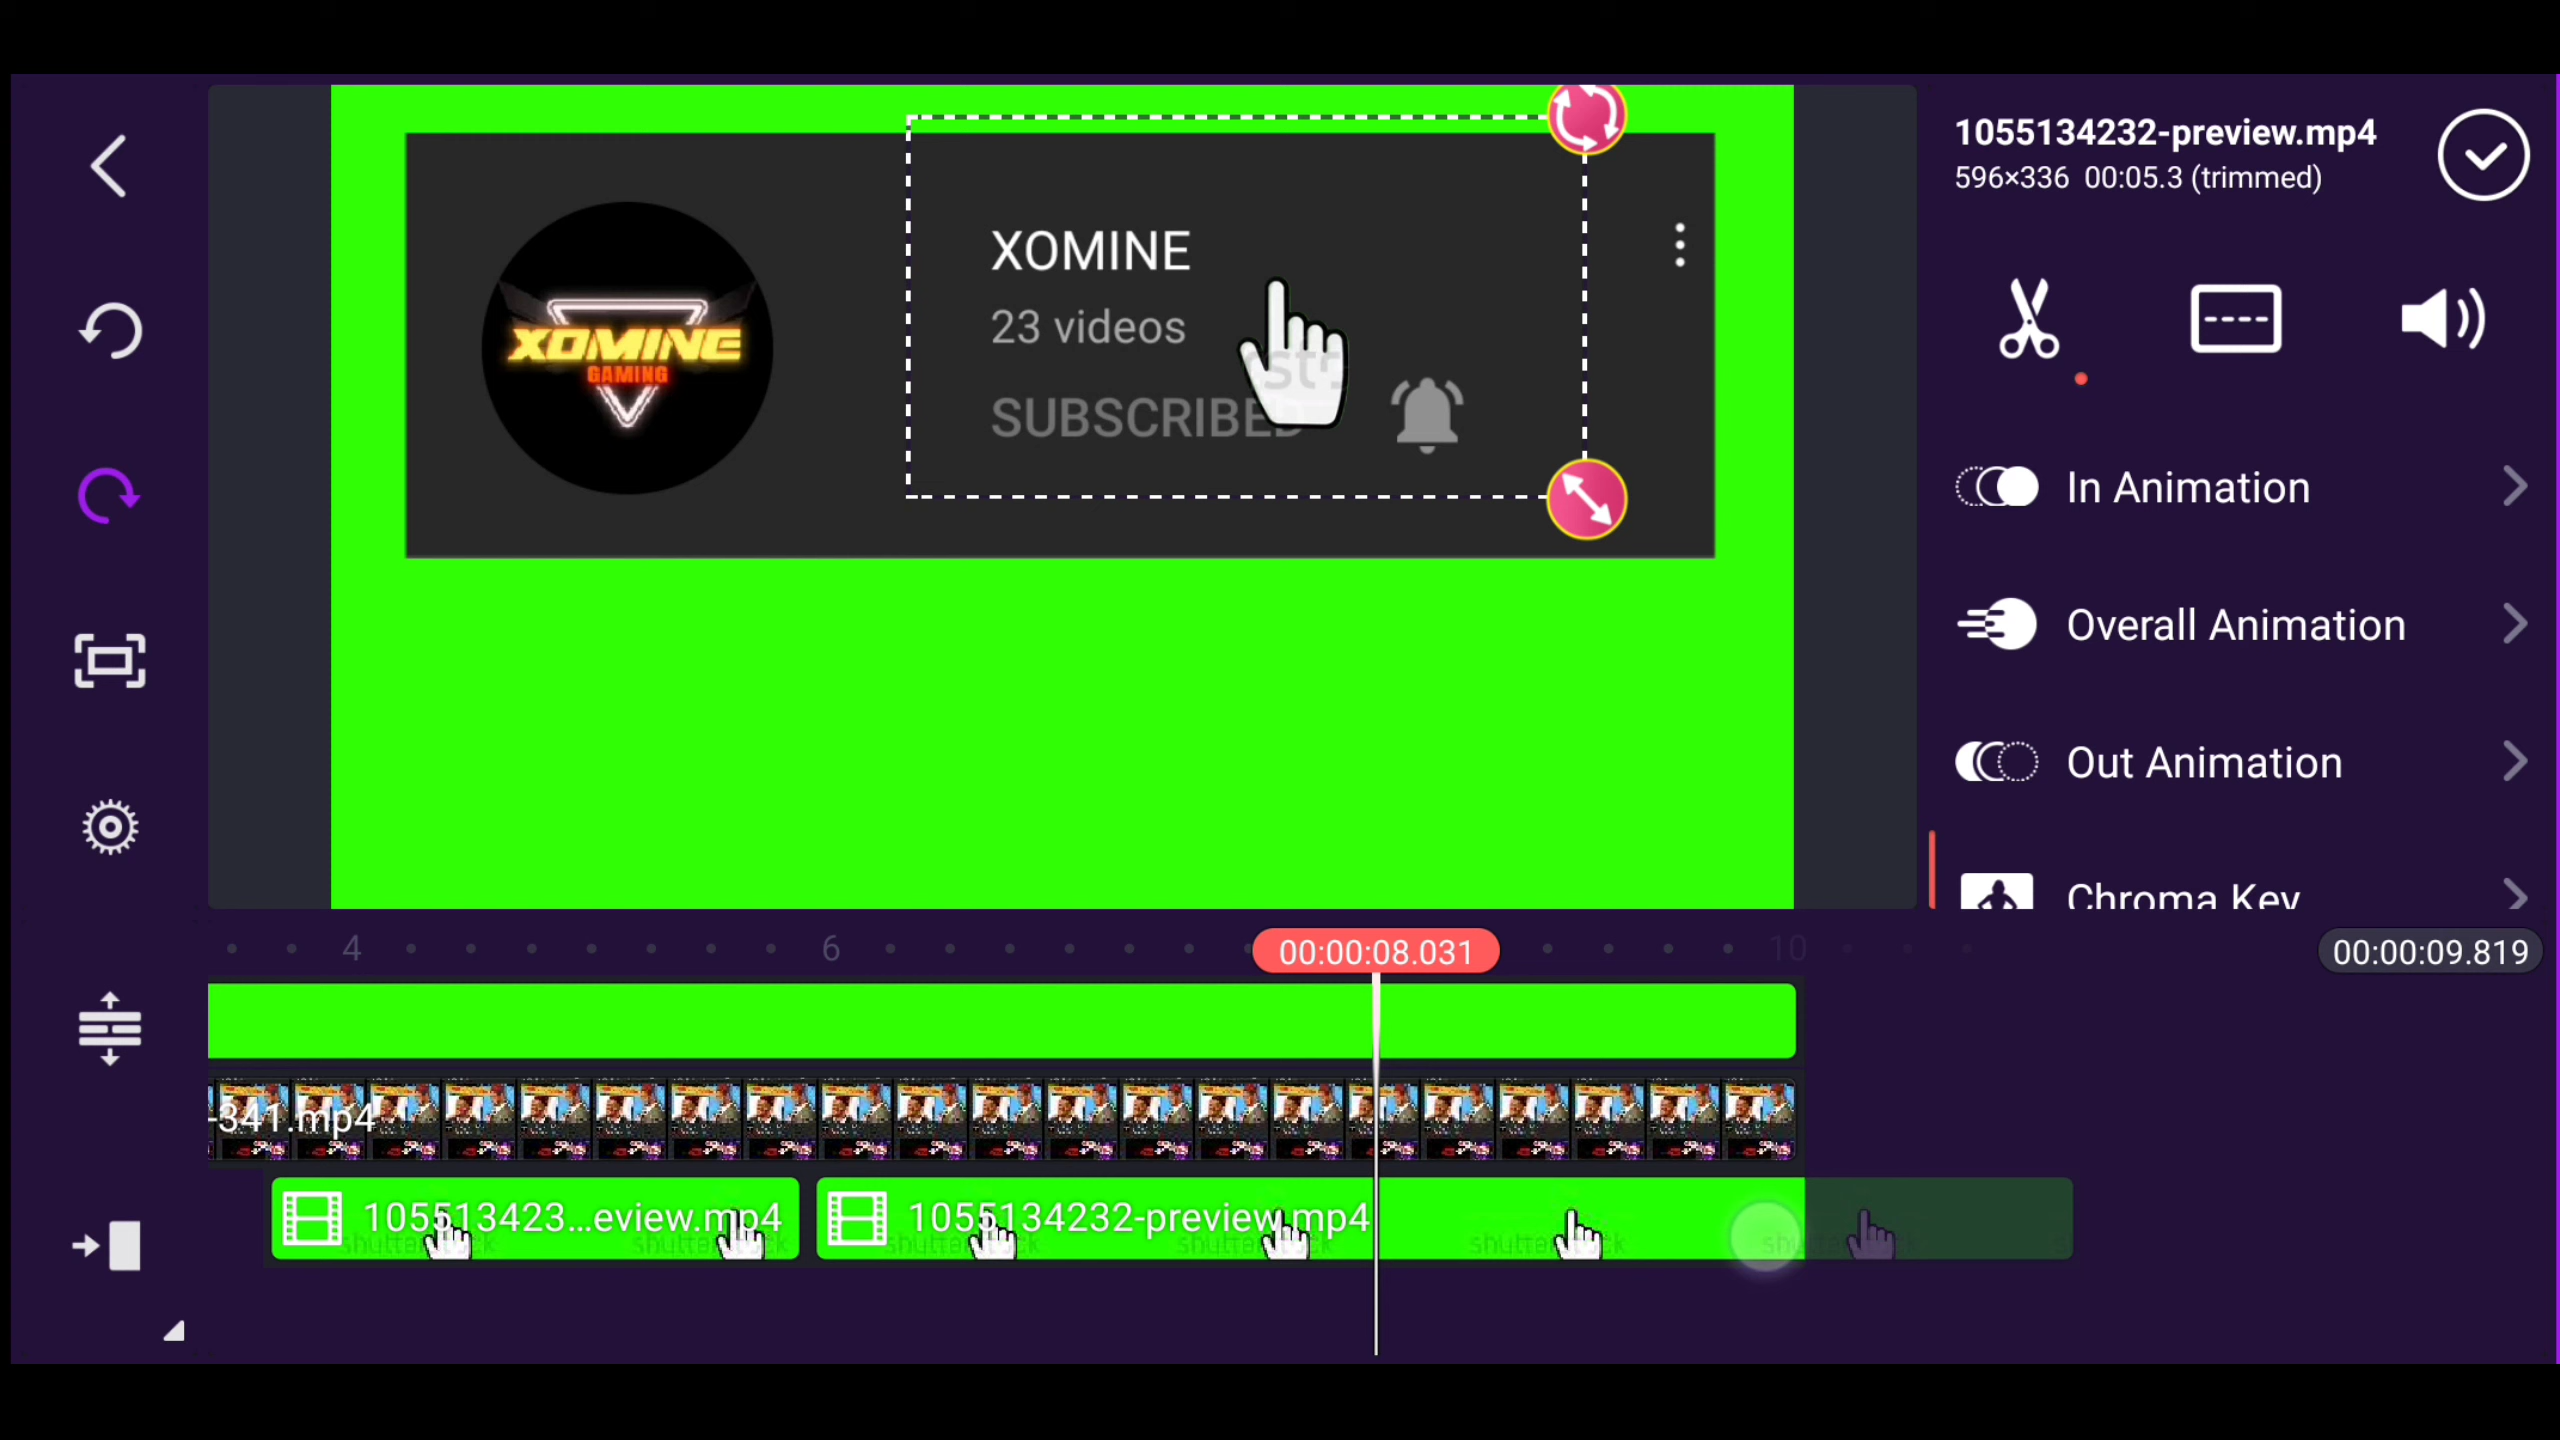 1055134232-preview.mp4
596×336 00:05.3 (trimmed)
XOMINE
23 videos
SUBSCRIBED
XOMINE
GAMING
In Animation
Overall Animation
Out Animation
Chroma Key
4
6
00:00:08.031
10
00:00:09.819
-341.mp4
105513423...eview.mp4
1055134232-preview.mp4